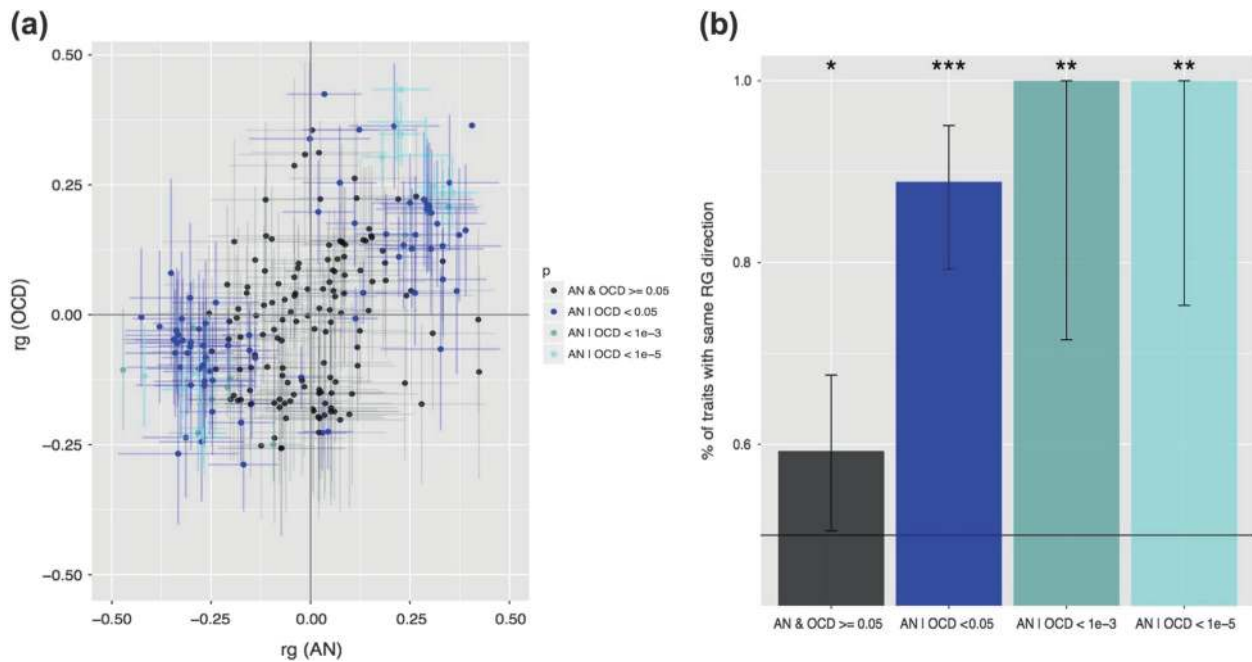 (a)
0.50
0.25
0.00
−0.25
−0.50
rg (OCD)
−0.50 −0.25 0.00 0.25 0.50
rg (AN)
p
AN & OCD >= 0.05
AN | OCD < 0.05
AN | OCD < 1e−3
AN | OCD < 1e−5
(b)
* *** ** **
1.0
0.8
0.6
% of traits with same RG direction
AN & OCD >= 0.05 AN | OCD <0.05 AN | OCD < 1e−3 AN | OCD < 1e−5